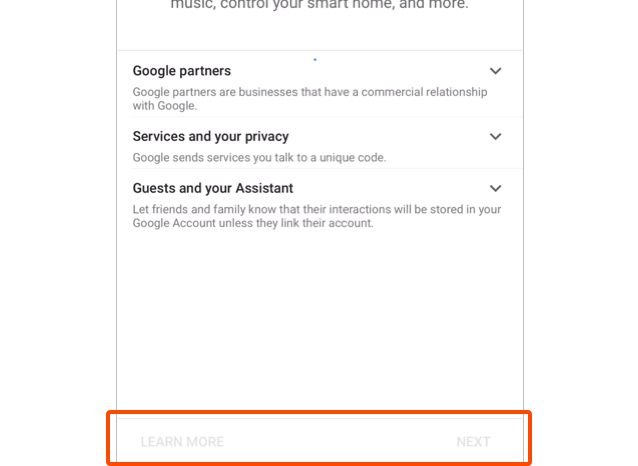 music, control your smart home, and more.
Google partners
Google partners are businesses that have a commercial relationship
with Google.
Services and your privacy
Google sends services you talk to a unique code.
Guests and your Assistant
Let friends and family know that their interactions will be stored in your
Google Account unless they link their account.
LEARN MORE
NEXT